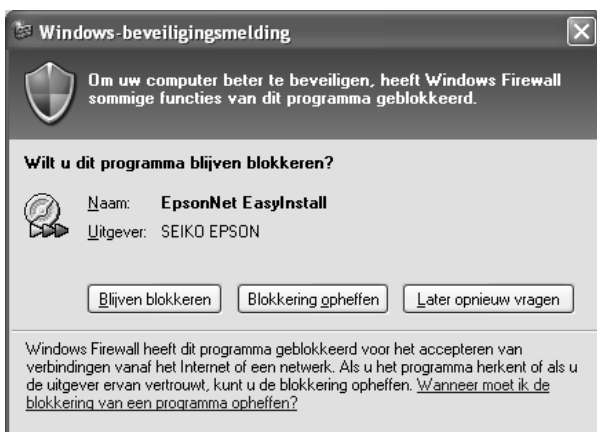 Windows-beveiligingsmelding
Om uw computer beter te beveiligen, heeft Windows Firewall
sommige functies van dit programma geblokkeerd.
Wilt u dit programma blijven blokkeren?
Naam: EpsonNet EasyInstall
Uitgever: SEIKO EPSON
Blijven blokkeren Blokkering opheffen Later opnieuw vragen
Windows Firewall heeft dit programma geblokkeerd voor het accepteren van
verbindingen vanaf het Internet of een netwerk. Als u het programma herkent of als u
de uitgever ervan vertrouwt, kunt u de blokkering opheffen. Wanneer moet ik de
blokkering van een programma opheffen?